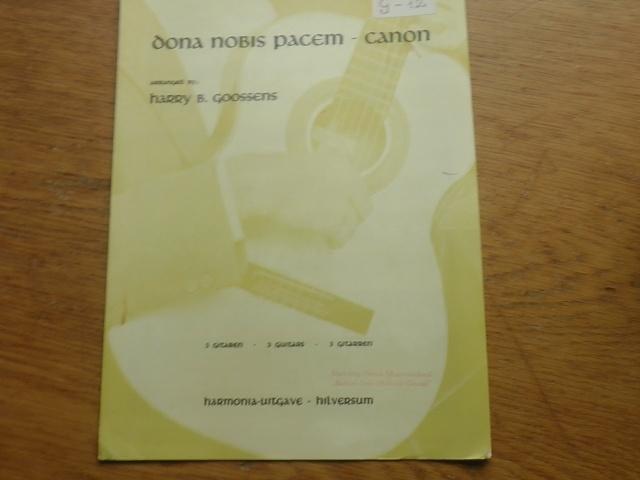 g-12
Dona Nobis Pacem - Canon
arranged by:
Harry B. Goossens
3 gitaren - 3 guitars - 3 gitarren
harmonia-uitgave - hilversum